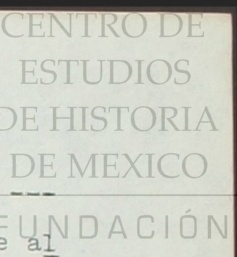 CENTRO DE
ESTUDIOS
DE HISTORIA
DE MEXICO
---
FUNDACIÓN
e al